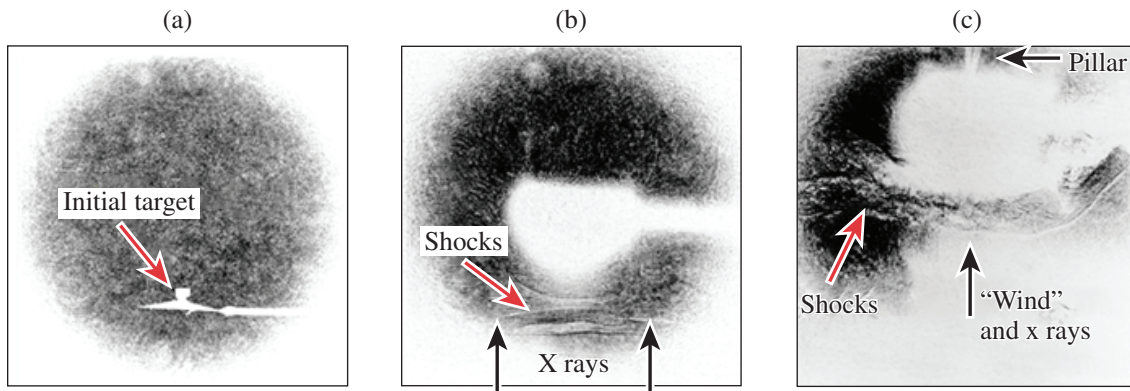 (a)
(b)
(c)
Initial target
Shocks
X rays
Pillar
Shocks
“Wind”
and x rays